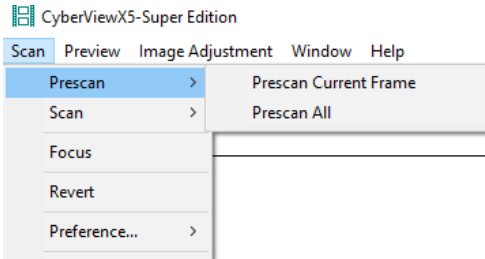 CyberViewX5-Super Edition
Scan Preview Image Adjustment Window Help
Prescan > Prescan Current Frame
Scan > Prescan All
Focus
Revert
Preference... >